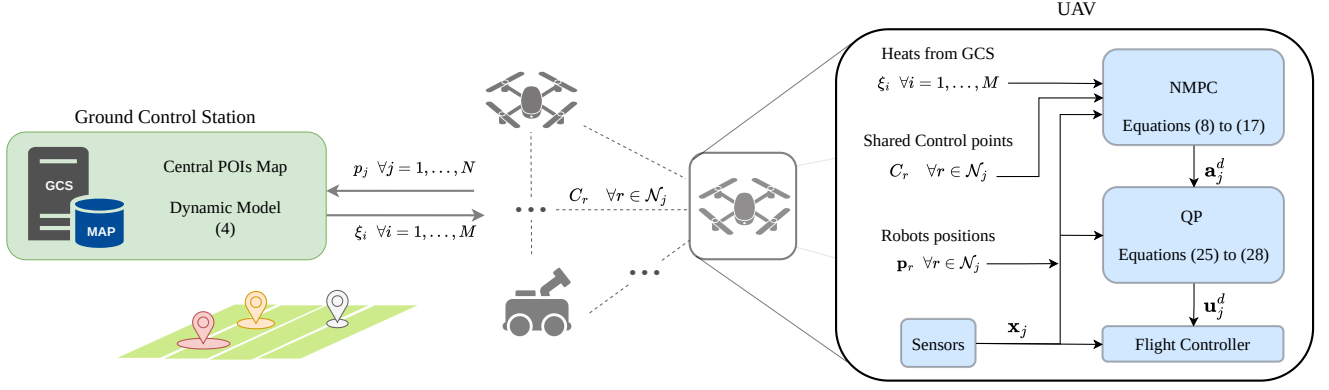 UAV
Ground Control Station
GCS
MAP
Central POIs Map
Dynamic Model
(4)
p_j ∀j = 1, . . . , N
ξ_i ∀i = 1, . . . , M
C_r ∀r ∈ 𝒩_j
Heats from GCS
ξ_i ∀i = 1, . . . , M
Shared Control points
C_r ∀r ∈ 𝒩_j
Robots positions
𝐩_r ∀r ∈ 𝒩_j
Sensors
𝐱_j
NMPC
Equations (8) to (17)
𝐚_j^d
QP
Equations (25) to (28)
𝐮_j^d
Flight Controller